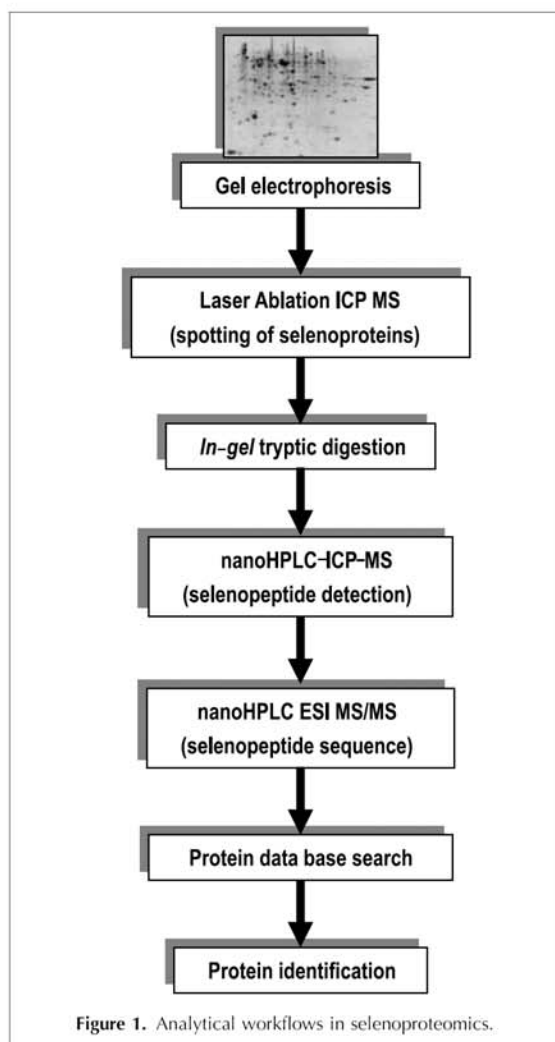 Gel electrophoresis
Laser Ablation ICP MS
(spotting of selenoproteins)
In-gel tryptic digestion
nanoHPLC-ICP-MS
(selenopeptide detection)
nanoHPLC ESI MS/MS
(selenopeptide sequence)
Protein data base search
Protein identification
Figure 1. Analytical workflows in selenoproteomics.